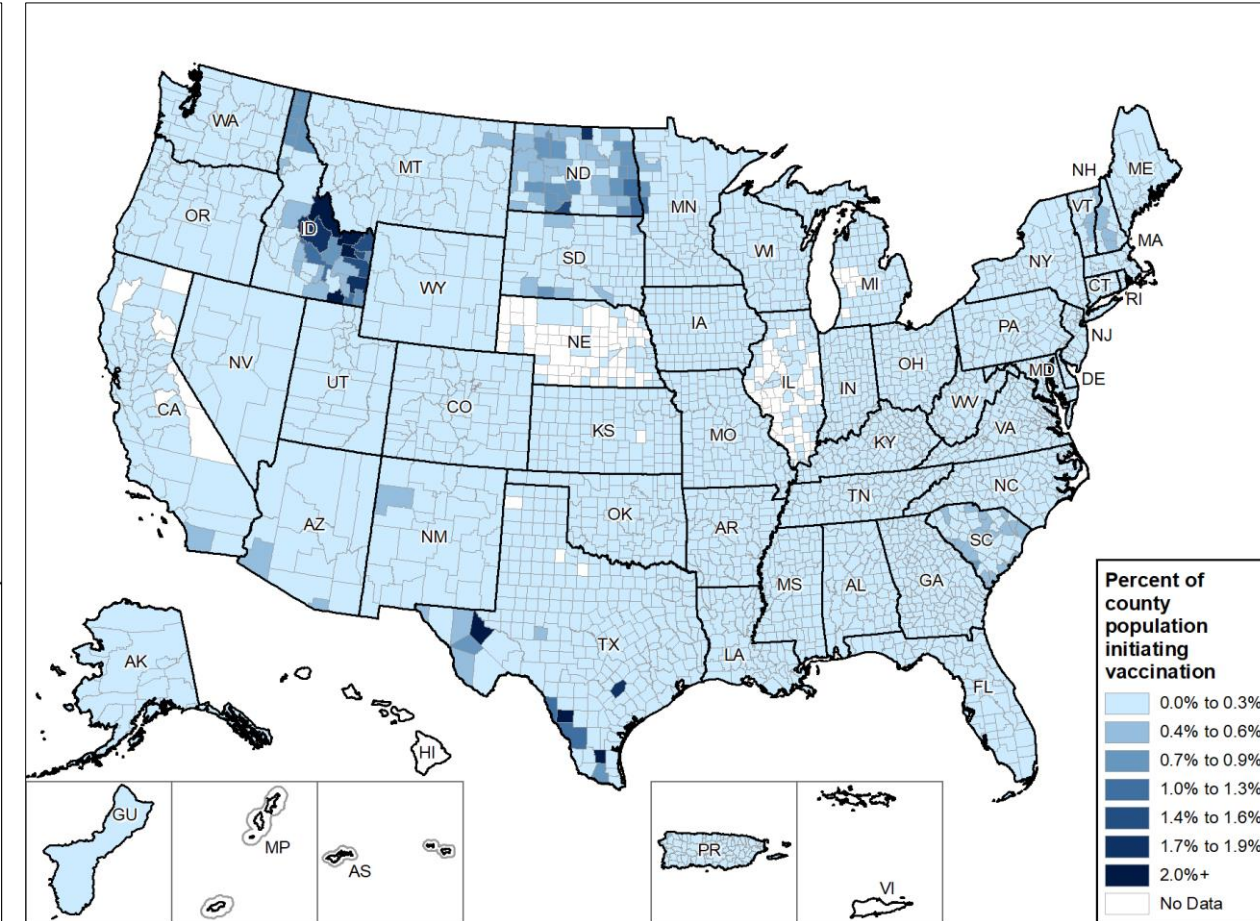 WA
MT
ND
MN
OR
ID
SD
WI
MI
NY
VT
NH
ME
MA
CT
RI
WY
IA
PA
NJ
NE
NV
UT
CO
CA
KS
MO
IL
IN
OH
WV
MD
DE
VA
KY
NC
TN
SC
AZ
NM
OK
AR
MS
AL
GA
TX
LA
FL
AK
HI
GU
MP
AS
PR
VI
Percent of
county
population
initiating
vaccination
0.0% to 0.3%
0.4% to 0.6%
0.7% to 0.9%
1.0% to 1.3%
1.4% to 1.6%
1.7% to 1.9%
2.0%+
No Data